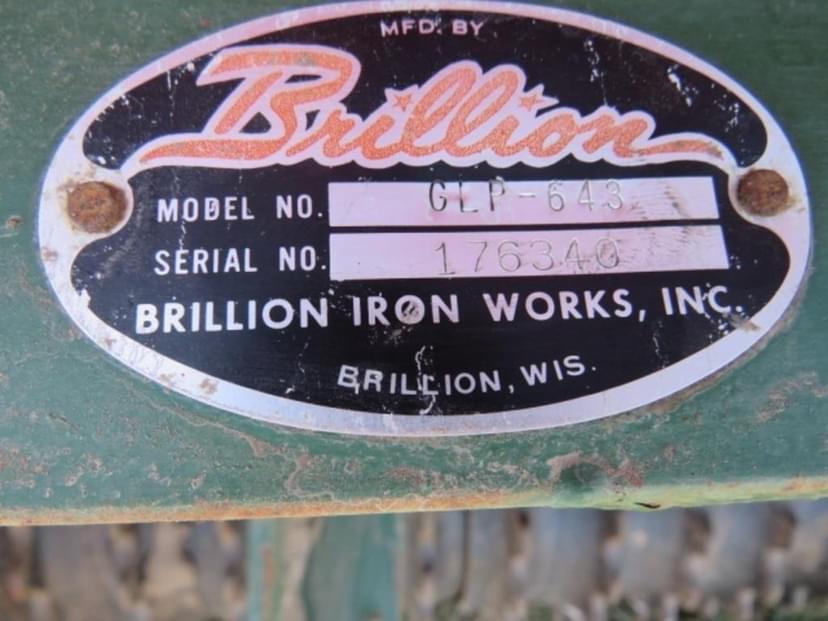 MFD. BY
Brillion
MODEL NO. GLP-643
SERIAL NO. 176340
BRILLION IRON WORKS, INC.
BRILLION, WIS.